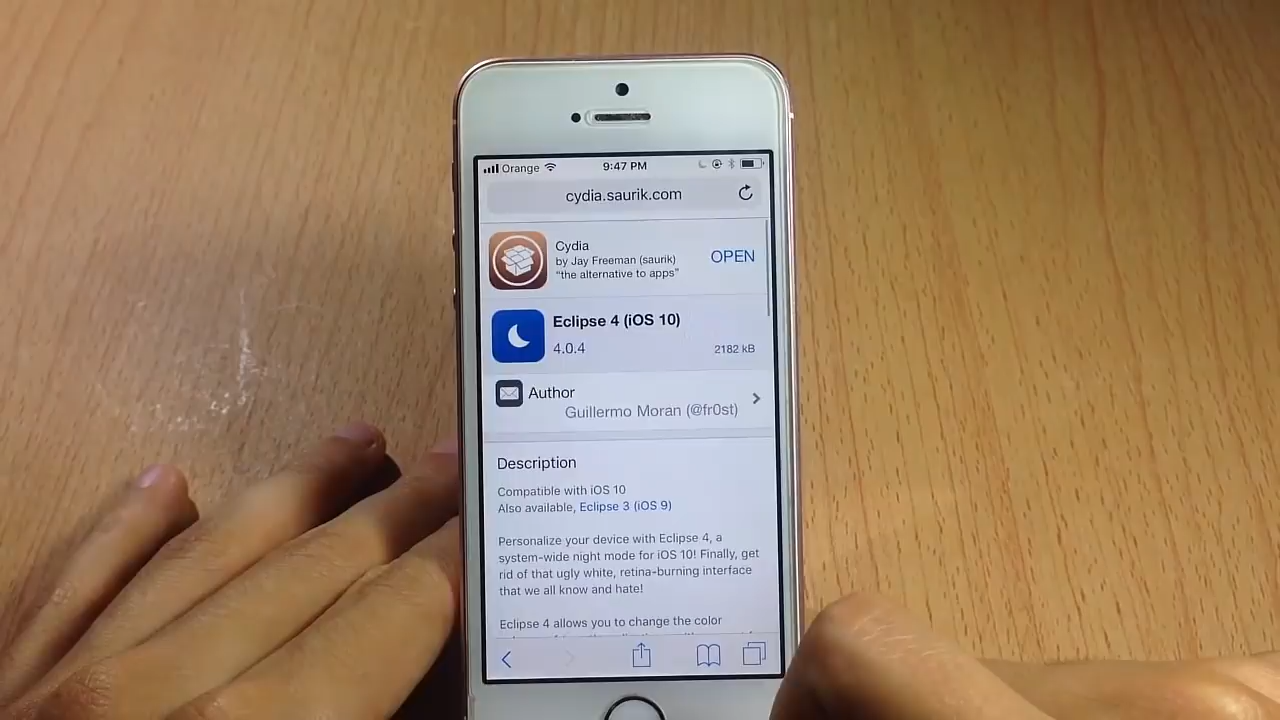 Orange 9:47 PM
cydia.saurik.com
Cydia
by Jay Freeman (saurik)
"the alternative to apps"
OPEN
Eclipse 4 (iOS 10)
4.0.4
2182 kB
Author
Guillermo Moran (@fr0st)
Description
Compatible with iOS 10
Also available, Eclipse 3 (iOS 9)
Personalize your device with Eclipse 4, a
system-wide night mode for iOS 10! Finally, get
rid of that ugly white, retina-burning interface
that we all know and hate!
Eclipse 4 allows you to change the color